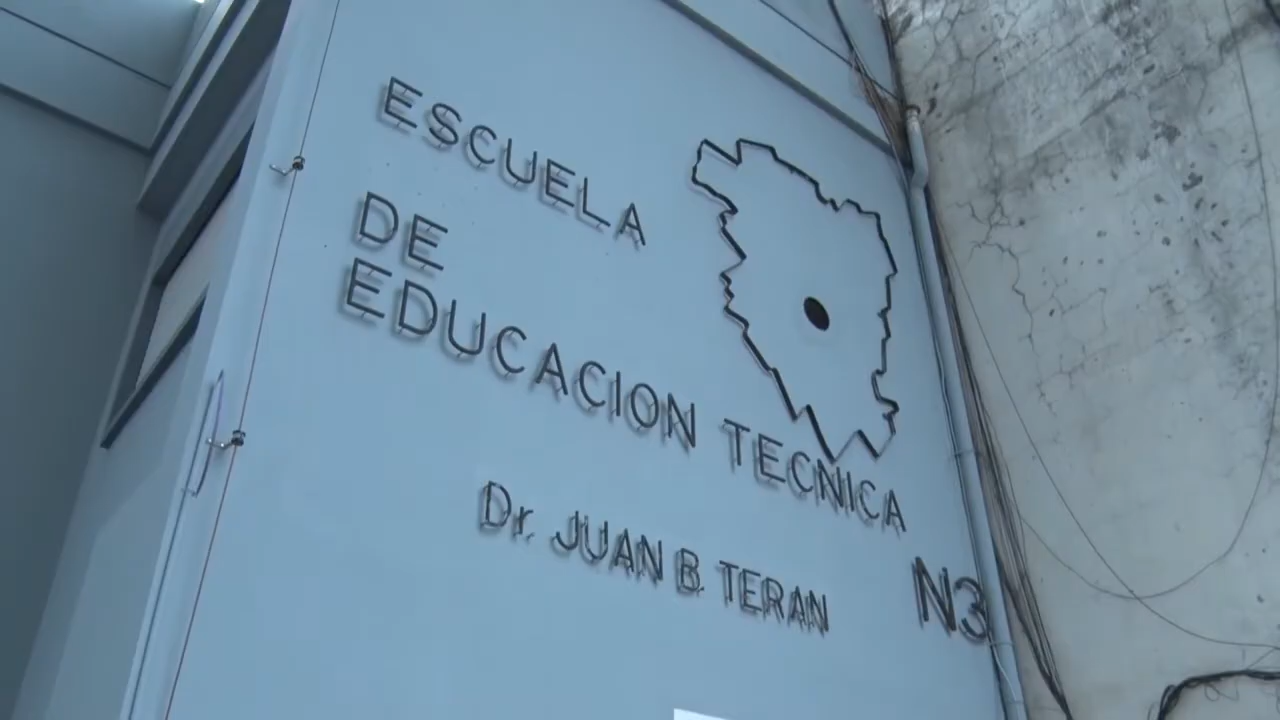 ESCUELA
DE
EDUCACION TECNICA
N3
Dr. JUAN B. TERAN